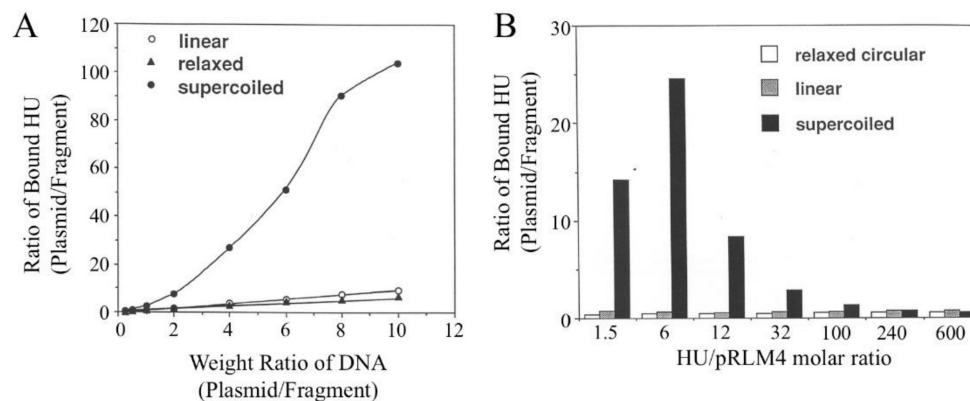 A
120
100
80
60
40
20
0
0
2
4
6
8
10
12
linear
relaxed
supercoiled
Ratio of Bound HU
(Plasmid/Fragment)
Weight Ratio of DNA
(Plasmid/Fragment)
B
30
20
10
0
relaxed circular
linear
supercoiled
Ratio of Bound HU
(Plasmid/Fragment)
1.5
6
12
32
100
240
600
HU/pRLM4 molar ratio